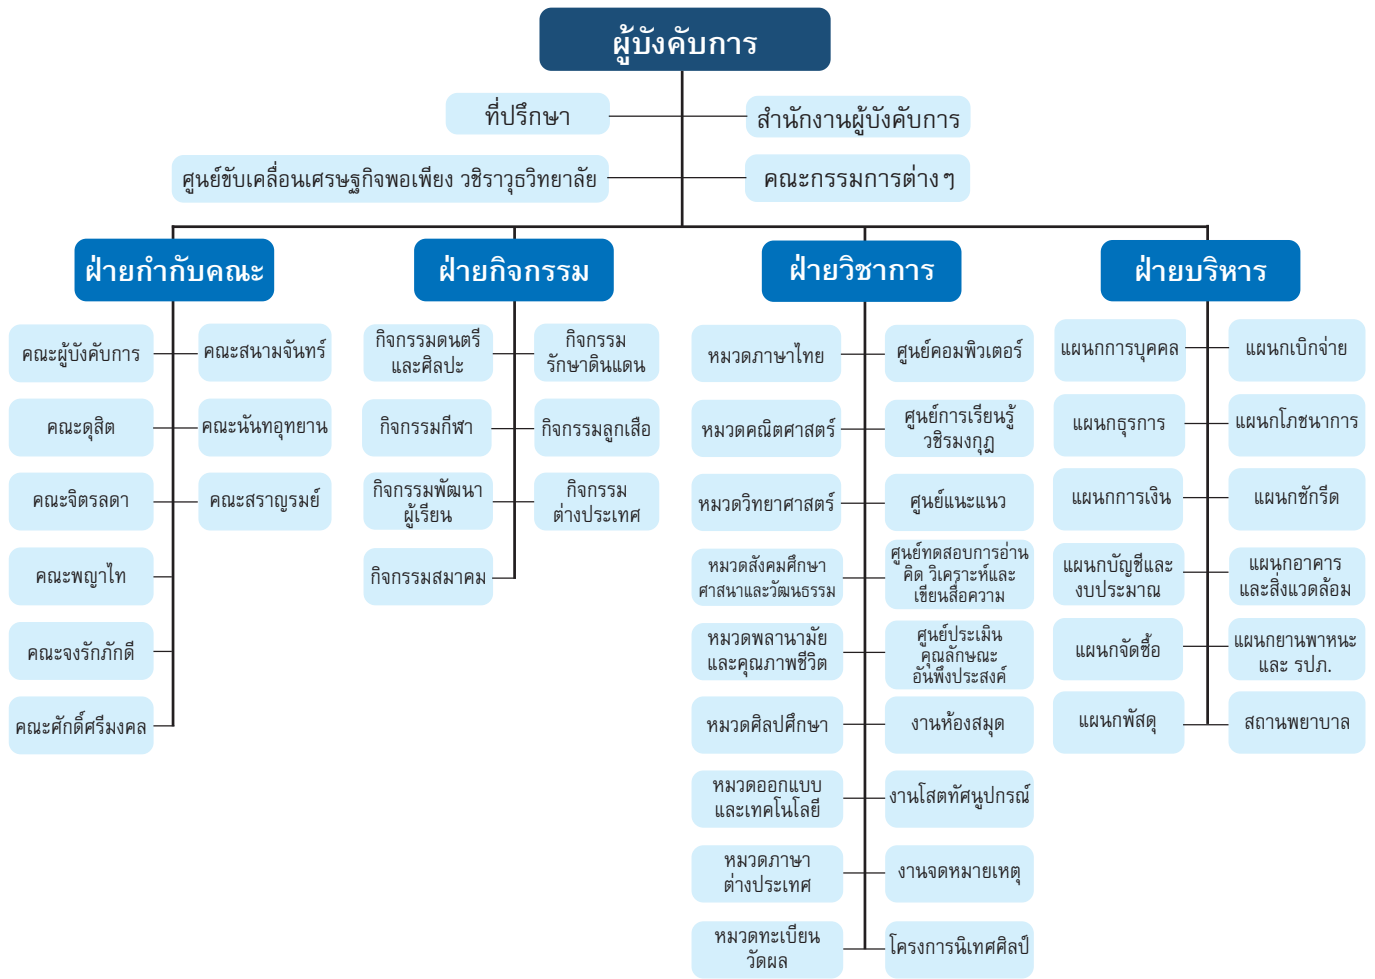 ผู้บังคับการ
ที่ปรึกษา
สำนักงานผู้บังคับการ
ศูนย์ขับเคลื่อนเศรษฐกิจพอเพียง วชิราวุธวิทยาลัย
คณะกรรมการต่างๆ
ฝ่ายกำกับคณะ
คณะผู้บังคับการ
คณะสนามจันทร์
คณะดุสิต
คณะนันทอุทยาน
คณะจิตรลดา
คณะสราญรมย์
คณะพญาไท
คณะจงรักภักดี
คณะศักดิ์ศรีมงคล
ฝ่ายกิจกรรม
กิจกรรมดนตรี
และศิลปะ
กิจกรรม
รักษาดินแดน
กิจกรรมกีฬา
กิจกรรมลูกเสือ
กิจกรรมพัฒนา
ผู้เรียน
กิจกรรม
ต่างประเทศ
กิจกรรมสมาคม
ฝ่ายวิชาการ
หมวดภาษาไทย
ศูนย์คอมพิวเตอร์
หมวดคณิตศาสตร์
ศูนย์การเรียนรู้
วชิรมงกุฎ
หมวดวิทยาศาสตร์
ศูนย์แนะแนว
หมวดสังคมศึกษา
ศาสนาและวัฒนธรรม
ศูนย์ทดสอบการอ่าน
คิด วิเคราะห์และ
เขียนสื่อความ
หมวดพลานามัย
และคุณภาพชีวิต
ศูนย์ประเมิน
คุณลักษณะ
อันพึงประสงค์
หมวดศิลปศึกษา
งานห้องสมุด
หมวดออกแบบ
และเทคโนโลยี
งานโสตทัศนูปกรณ์
หมวดภาษา
ต่างประเทศ
งานจดหมายเหตุ
หมวดทะเบียน
วัดผล
โครงการนิเทศศิลป์
ฝ่ายบริหาร
แผนกการบุคคล
แผนกเบิกจ่าย
แผนกธุรการ
แผนกโภชนาการ
แผนกการเงิน
แผนกซักรีด
แผนกบัญชีและ
งบประมาณ
แผนกอาคาร
และสิ่งแวดล้อม
แผนกจัดซื้อ
แผนกยานพาหนะ
และ รปภ.
แผนกพัสดุ
สถานพยาบาล